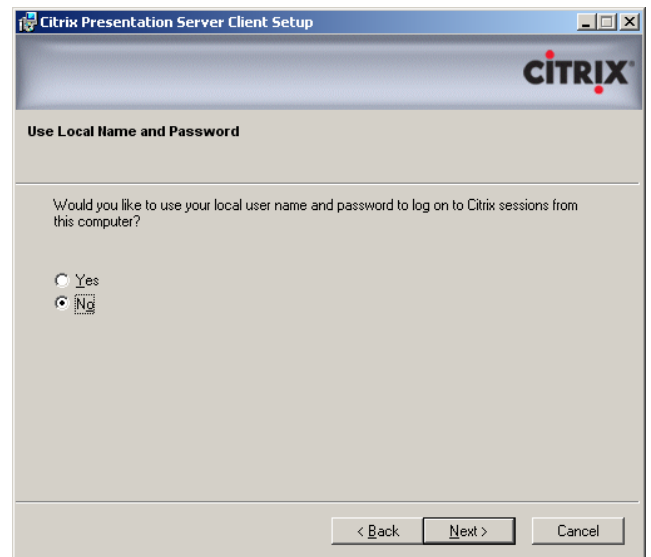 Citrix Presentation Server Client Setup
CITRIX
Use Local Name and Password
Would you like to use your local user name and password to log on to Citrix sessions from
this computer?
Yes
No
< Back Next > Cancel